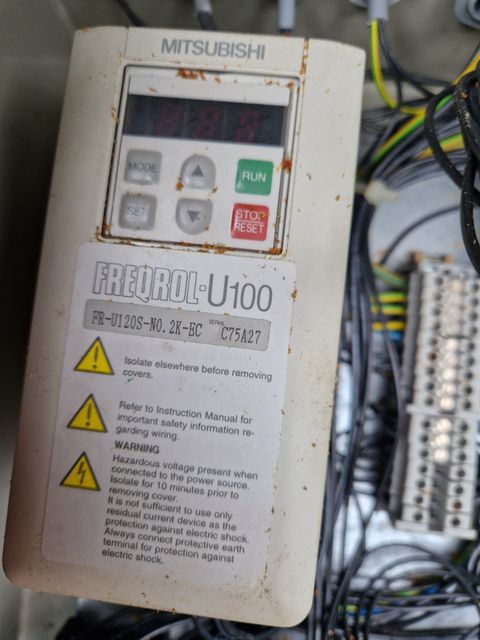 MITSUBISHI
MODE
RUN
SET
STOP
RESET
FREQROL-U100
FR-U120S-N0.2K-EC SERIAL C75A27
Isolate elsewhere before removing
covers.
Refer to Instruction Manual for
important safety information re-
garding wiring.
WARNING
Hazardous voltage present when
connected to the power source.
Isolate for 10 minutes prior to
removing cover.
It is not sufficient to use only
residual current device as the
protection against electric shock.
Always connect protective earth
terminal for protection against
electric shock.